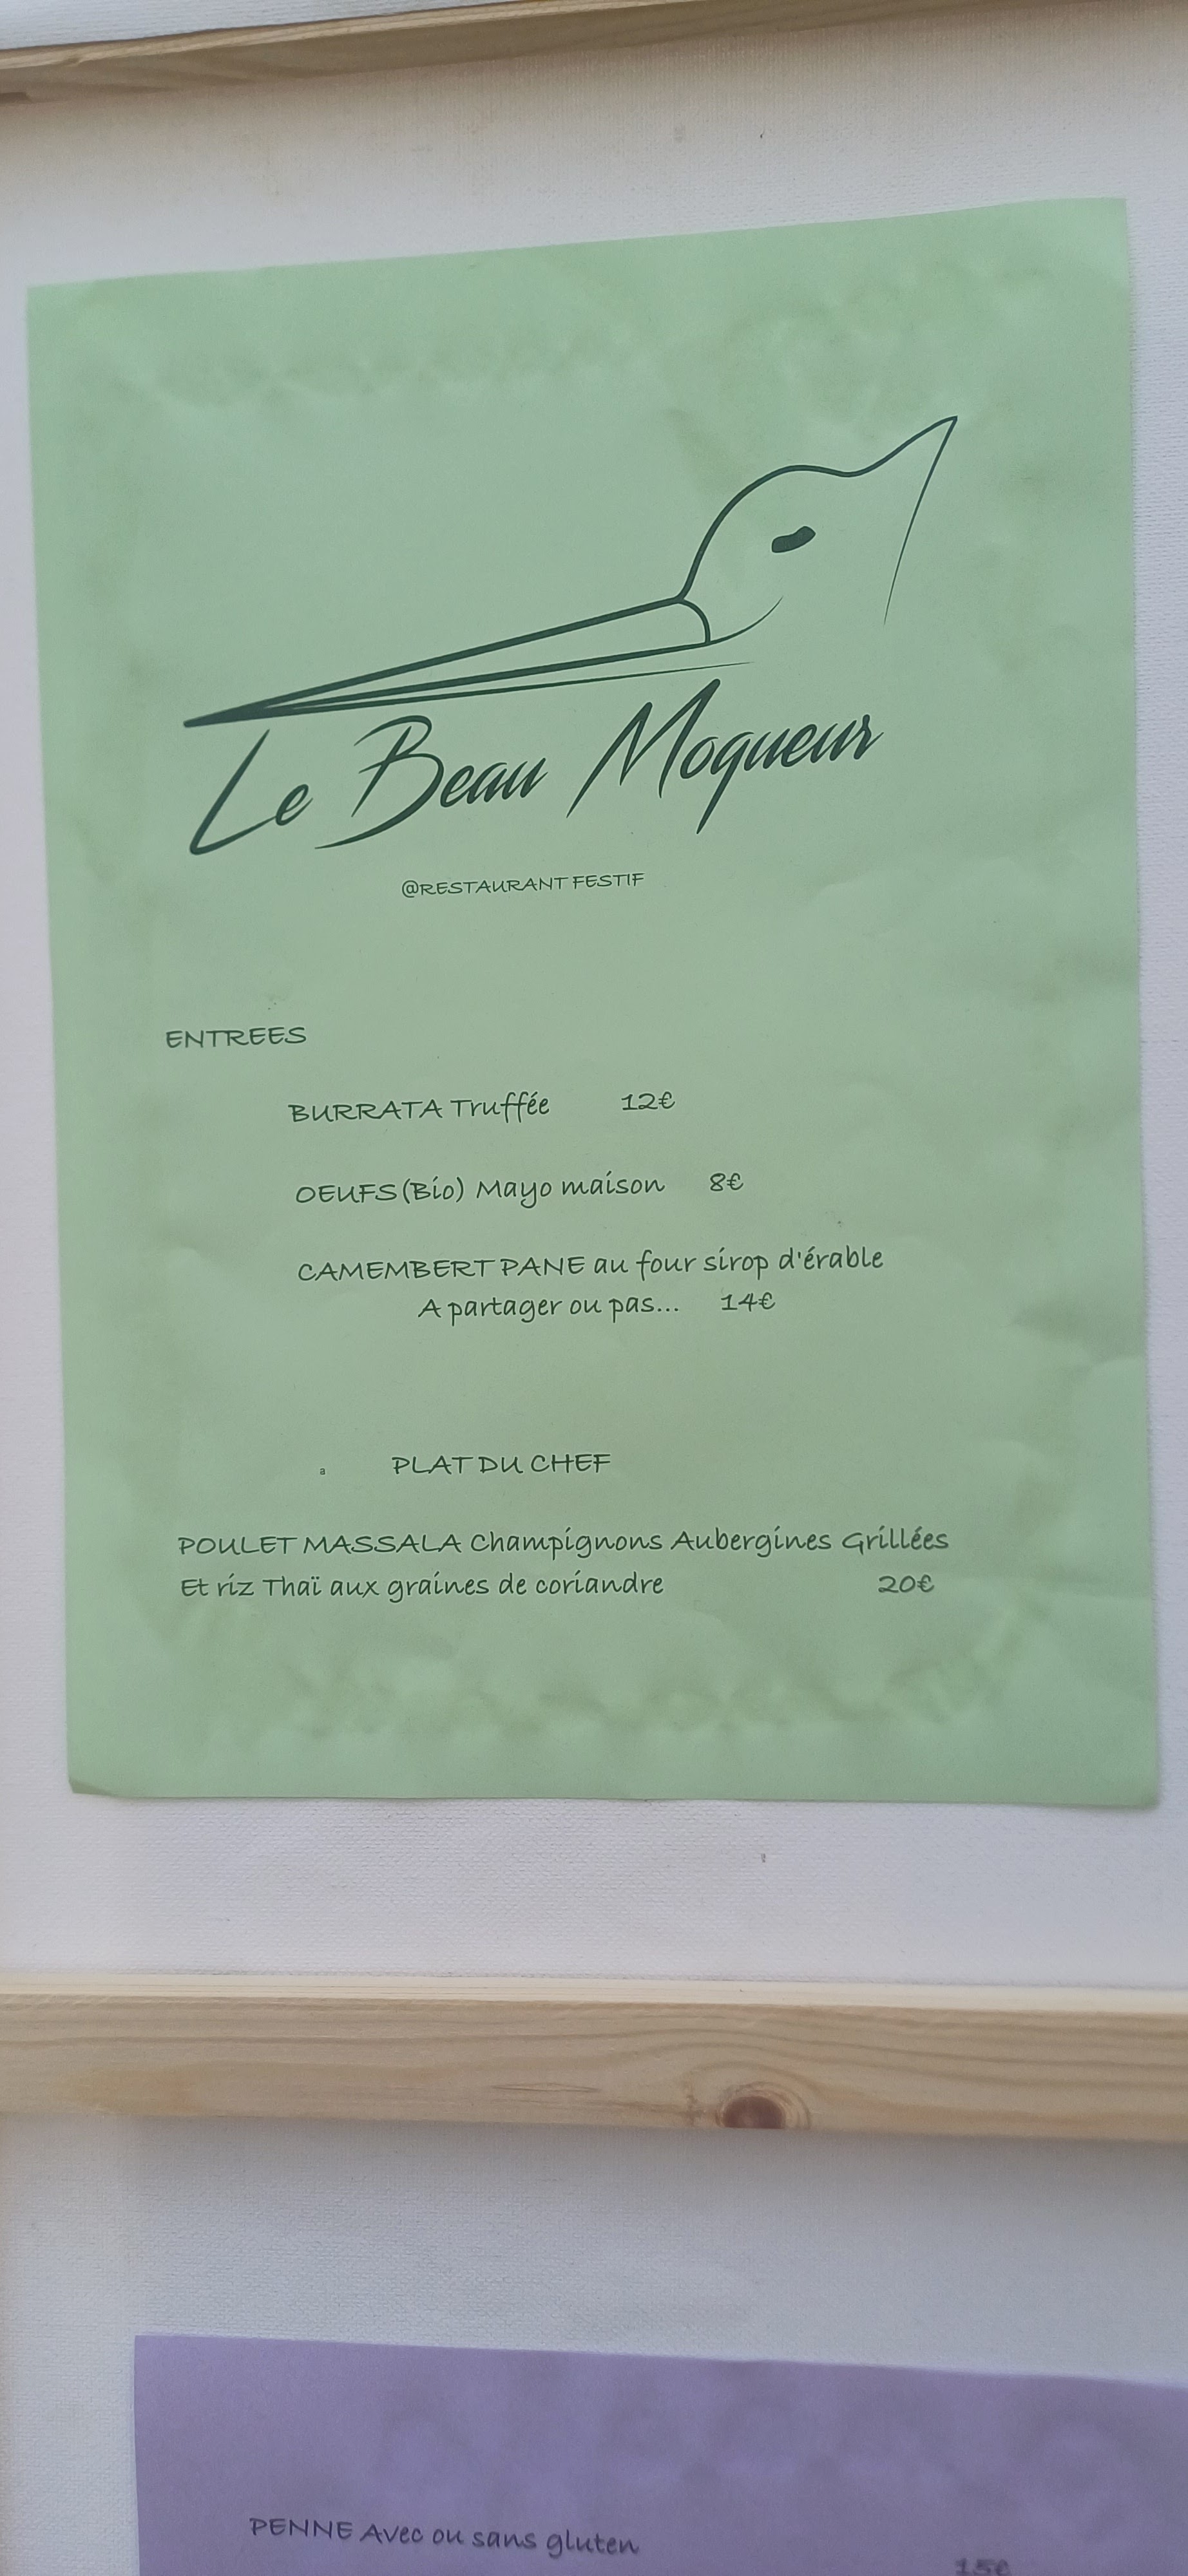 Le Beau Moqueur
@RESTAURANT FESTIF
ENTREES
BURRATA Truffée 12€
OEUFS (Bio) Mayo maison 8€
CAMEMBERT PANE au four sirop d'érable
A partager ou pas... 14€
a PLAT DU CHEF
POULET MASSALA Champignons Aubergines Grillées
Et riz Thaï aux graines de coriandre 20€
PENNE Avec ou sans gluten
15€